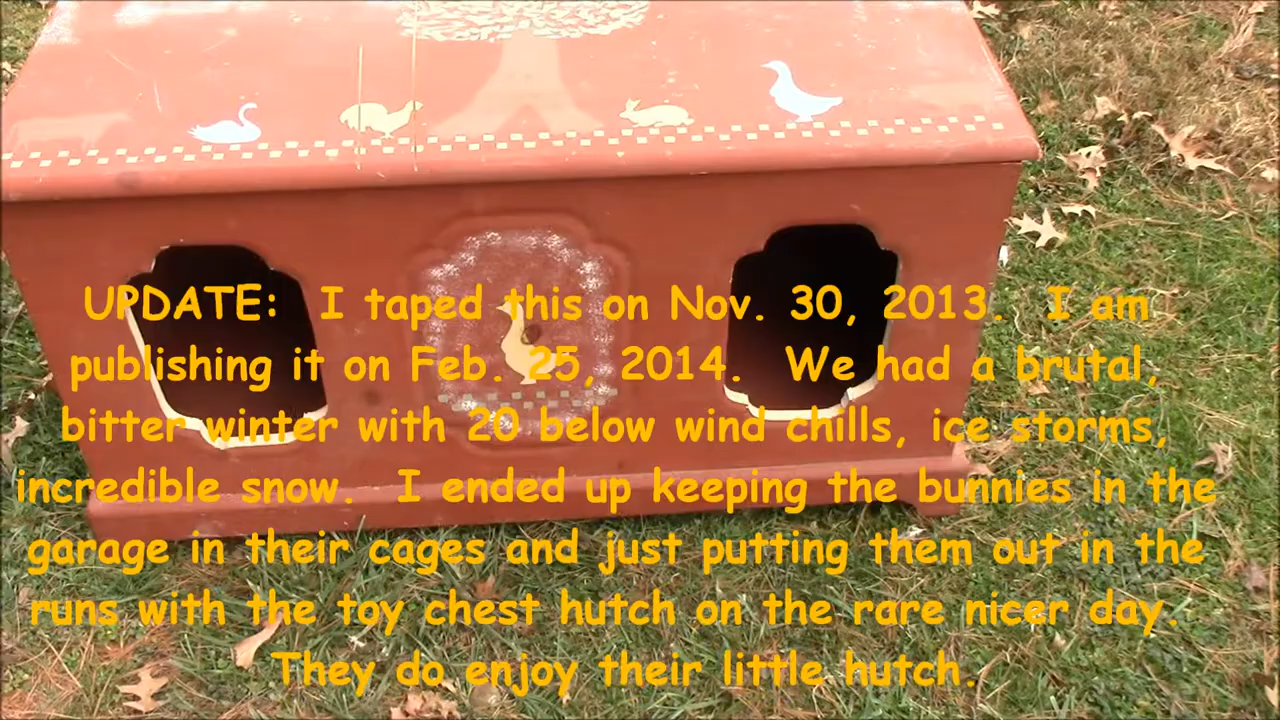 UPDATE: I taped this on Nov. 30, 2013. I am
publishing it on Feb. 25, 2014. We had a brutal,
bitter winter with 20 below wind chills, ice storms,
incredible snow. I ended up keeping the bunnies in the
garage in their cages and just putting them out in the
runs with the toy chest hutch on the rare nicer day.
They do enjoy their little hutch.